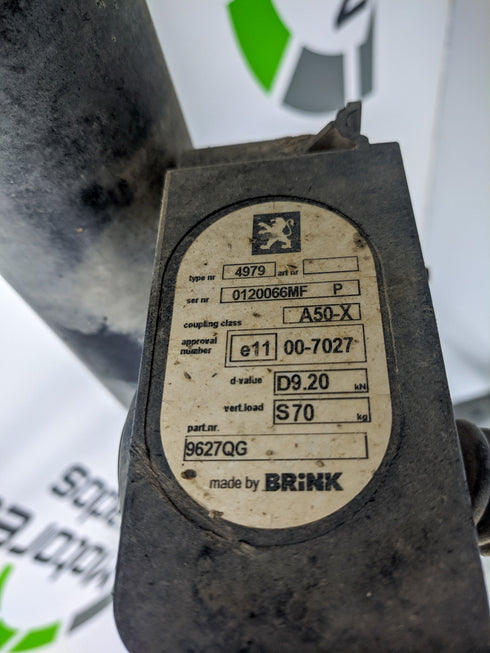 type nr 4979 art nr
ser nr 0120066MF P
coupling class A50-X
approval number e11 00-7027
d-value D9.20 kN
vert.load S70 kg
part.nr.
9627QG
made by BRiNK